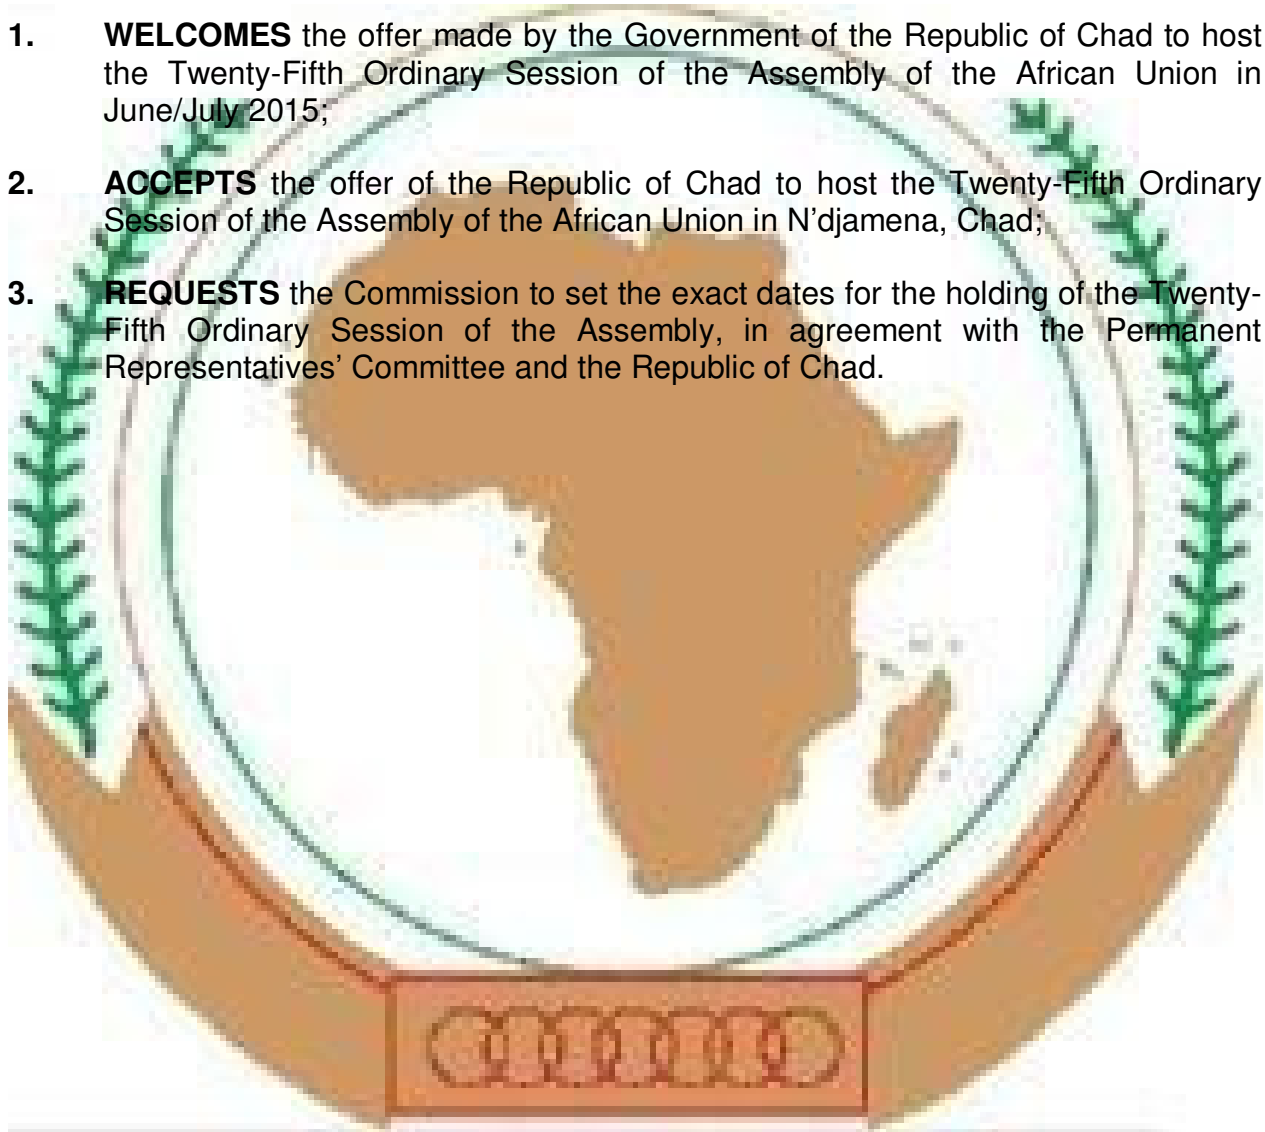 1. WELCOMES the offer made by the Government of the Republic of Chad to host
the Twenty-Fifth Ordinary Session of the Assembly of the African Union in
June/July 2015;
2. ACCEPTS the offer of the Republic of Chad to host the Twenty-Fifth Ordinary
Session of the Assembly of the African Union in N’djamena, Chad;
3. REQUESTS the Commission to set the exact dates for the holding of the Twenty-
Fifth Ordinary Session of the Assembly, in agreement with the Permanent
Representatives’ Committee and the Republic of Chad.